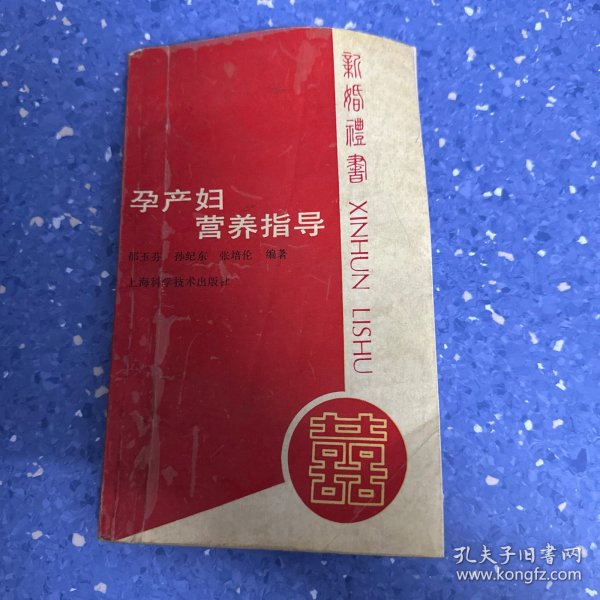 新婚禮書 XINHUN LISHU
孕产妇
营养指导
郁玉芬 孙纪东 张培伦 编著
上海科学技术出版社
囍
孔夫子旧书网
www.kongfz.com